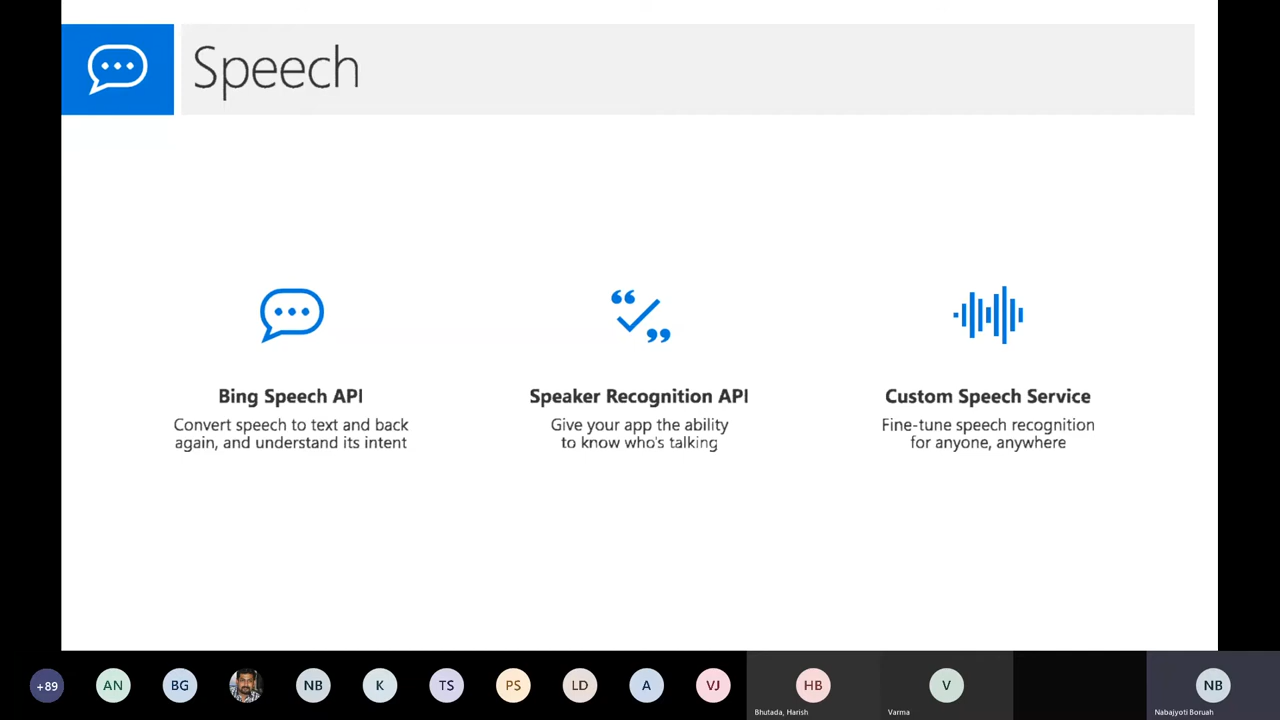 Speech
Bing Speech API
Convert speech to text and back
again, and understand its intent
Speaker Recognition API
Give your app the ability
to know who's talking
Custom Speech Service
Fine-tune speech recognition
for anyone, anywhere
+89
AN
BG
NB
K
TS
PS
LD
A
VJ
HB
Bhutada, Harish
V
Varma
NB
Nabajyoti Boruah